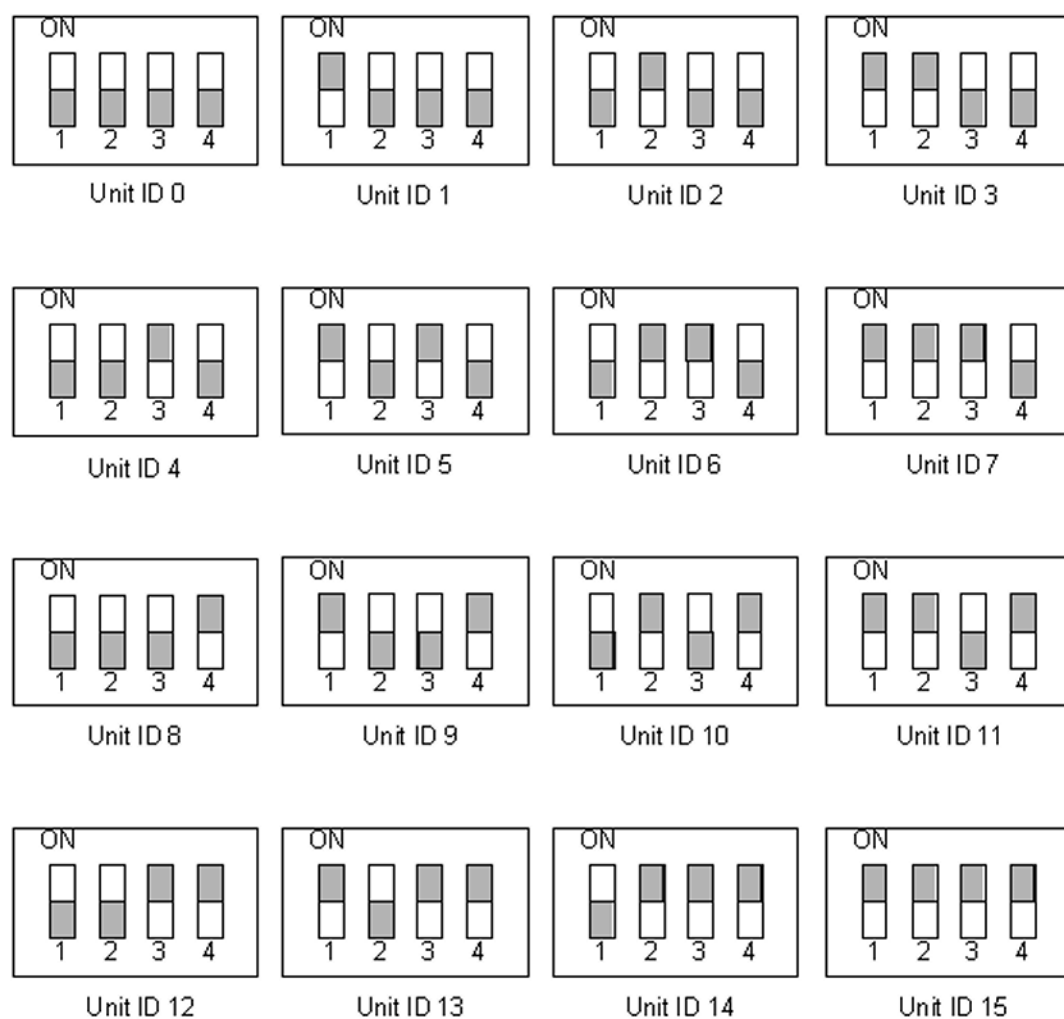 ON ON ON ON
1 2 3 4 1 2 3 4 1 2 3 4 1 2 3 4
Unit ID 0 Unit ID 1 Unit ID 2 Unit ID 3
ON ON ON ON
1 2 3 4 1 2 3 4 1 2 3 4 1 2 3 4
Unit ID 4 Unit ID 5 Unit ID 6 Unit ID 7
ON ON ON ON
1 2 3 4 1 2 3 4 1 2 3 4 1 2 3 4
Unit ID 8 Unit ID 9 Unit ID 10 Unit ID 11
ON ON ON ON
1 2 3 4 1 2 3 4 1 2 3 4 1 2 3 4
Unit ID 12 Unit ID 13 Unit ID 14 Unit ID 15